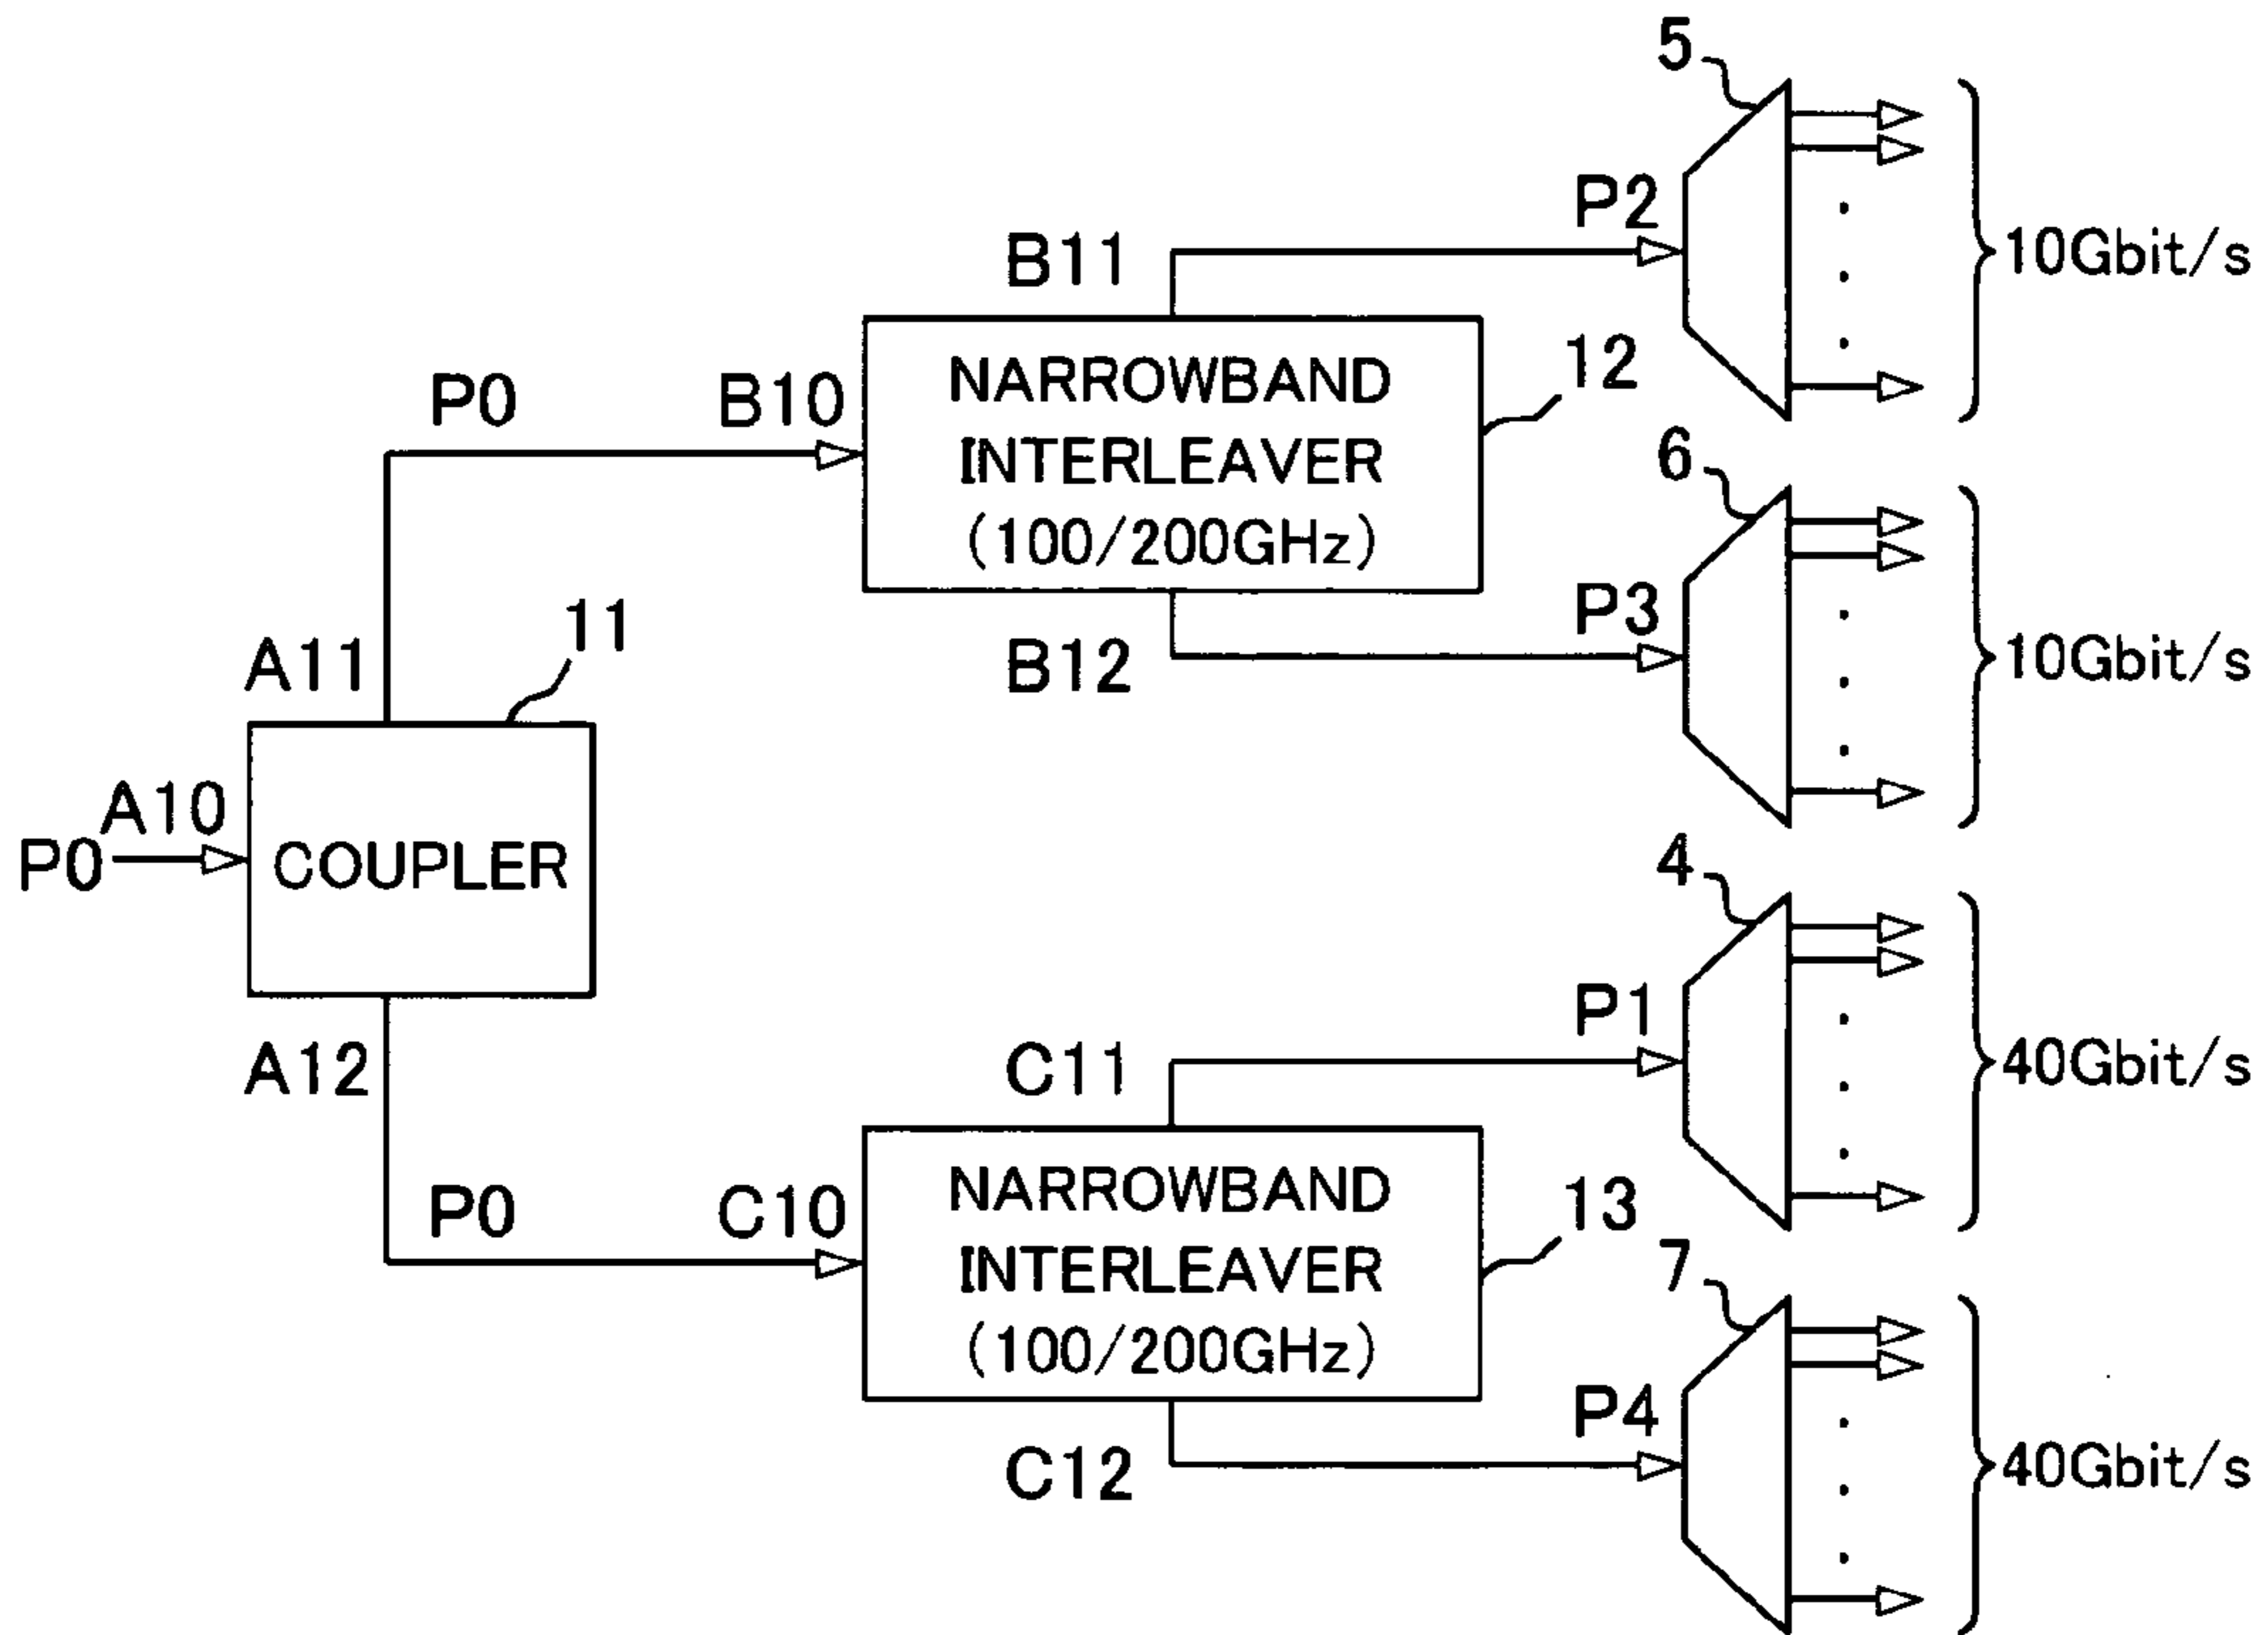 5
P2
B11
10Gbit/s
12
P0
B10
NARROWBAND
INTERLEAVER
(100/200GHz)
6
P3
B12
10Gbit/s
A11
11
A10
P0
COUPLER
4
P1
A12
C11
40Gbit/s
P0
C10
NARROWBAND
INTERLEAVER
(100/200GHz)
13
7
P4
C12
40Gbit/s